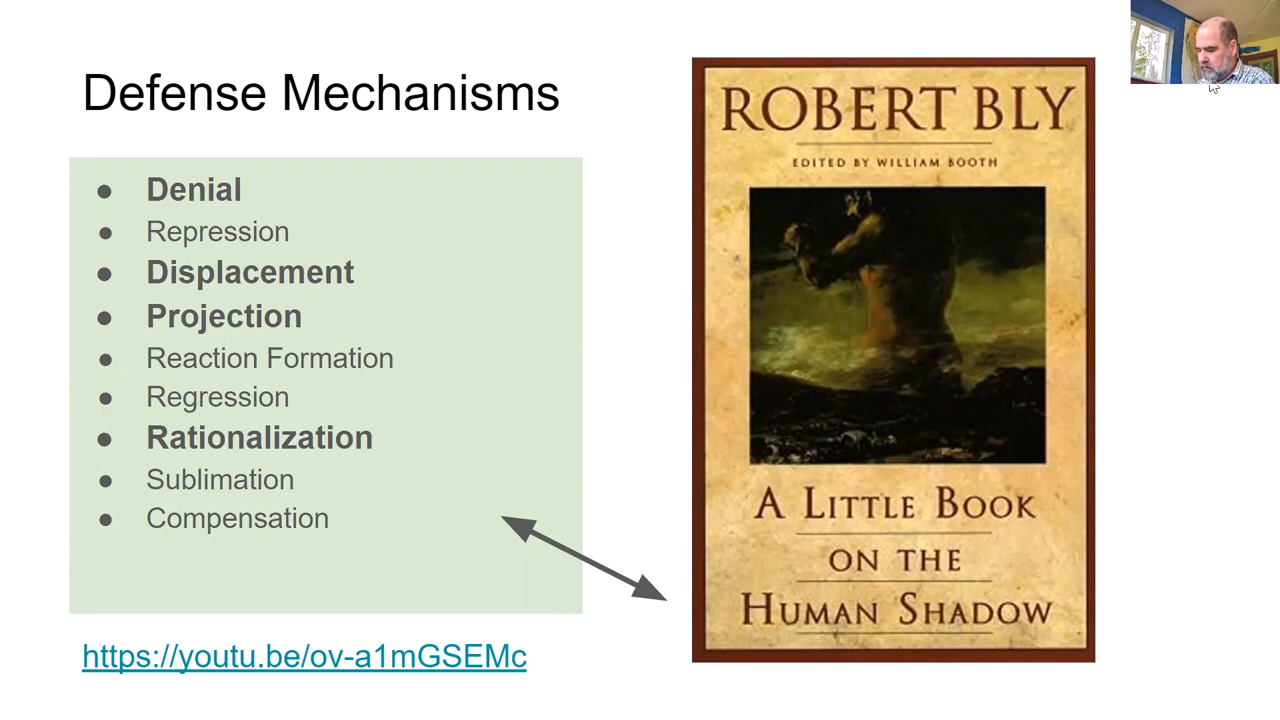 Defense Mechanisms
● Denial
● Repression
● Displacement
● Projection
● Reaction Formation
● Regression
● Rationalization
● Sublimation
● Compensation
https://youtu.be/ov-a1mGSEMc
ROBERT BLY
EDITED BY WILLIAM BOOTH
A LITTLE BOOK
ON THE
HUMAN SHADOW